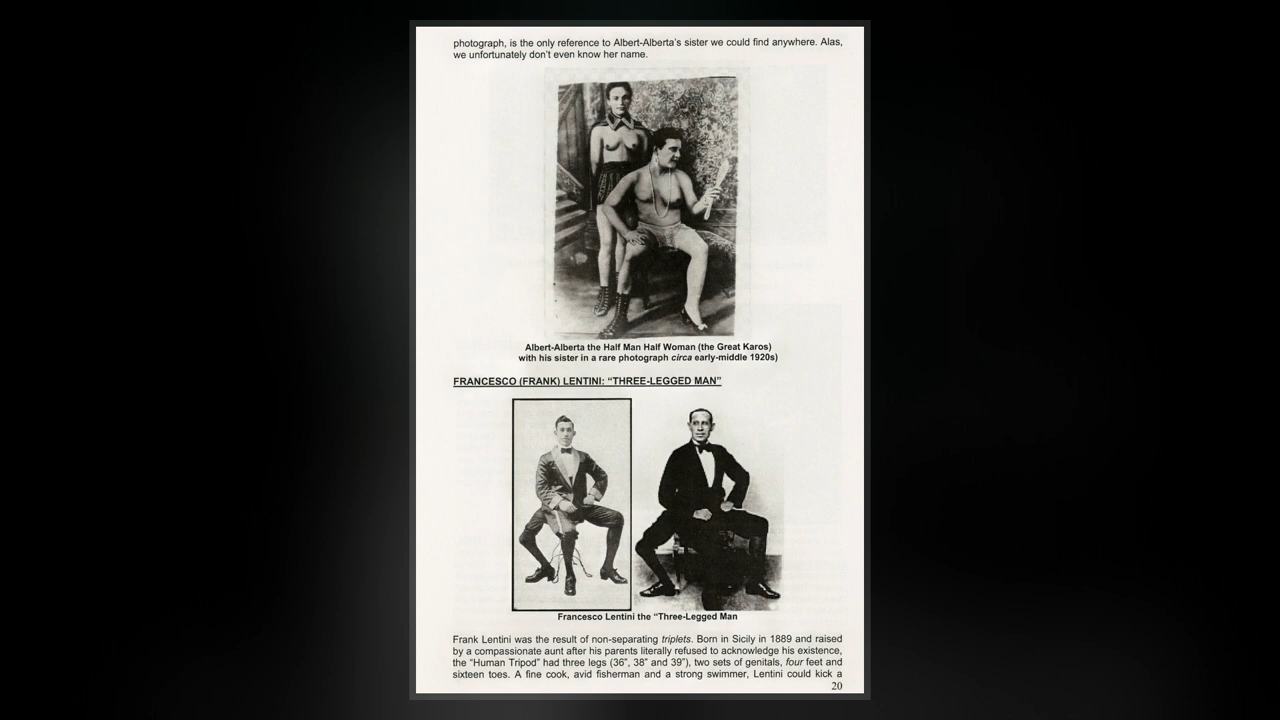 photograph, is the only reference to Albert-Alberta's sister we could find anywhere. Alas,
we unfortunately don't even know her name.
Albert-Alberta the Half Man Half Woman (the Great Karos)
with his sister in a rare photograph circa early-middle 1920s)
FRANCESCO (FRANK) LENTINI: “THREE-LEGGED MAN”
Francesco Lentini the “Three-Legged Man
Frank Lentini was the result of non-separating triplets. Born in Sicily in 1889 and raised
by a compassionate aunt after his parents literally refused to acknowledge his existence,
the “Human Tripod” had three legs (36”, 38” and 39”), two sets of genitals, four feet and
sixteen toes. A fine cook, avid fisherman and a strong swimmer, Lentini could kick a
20